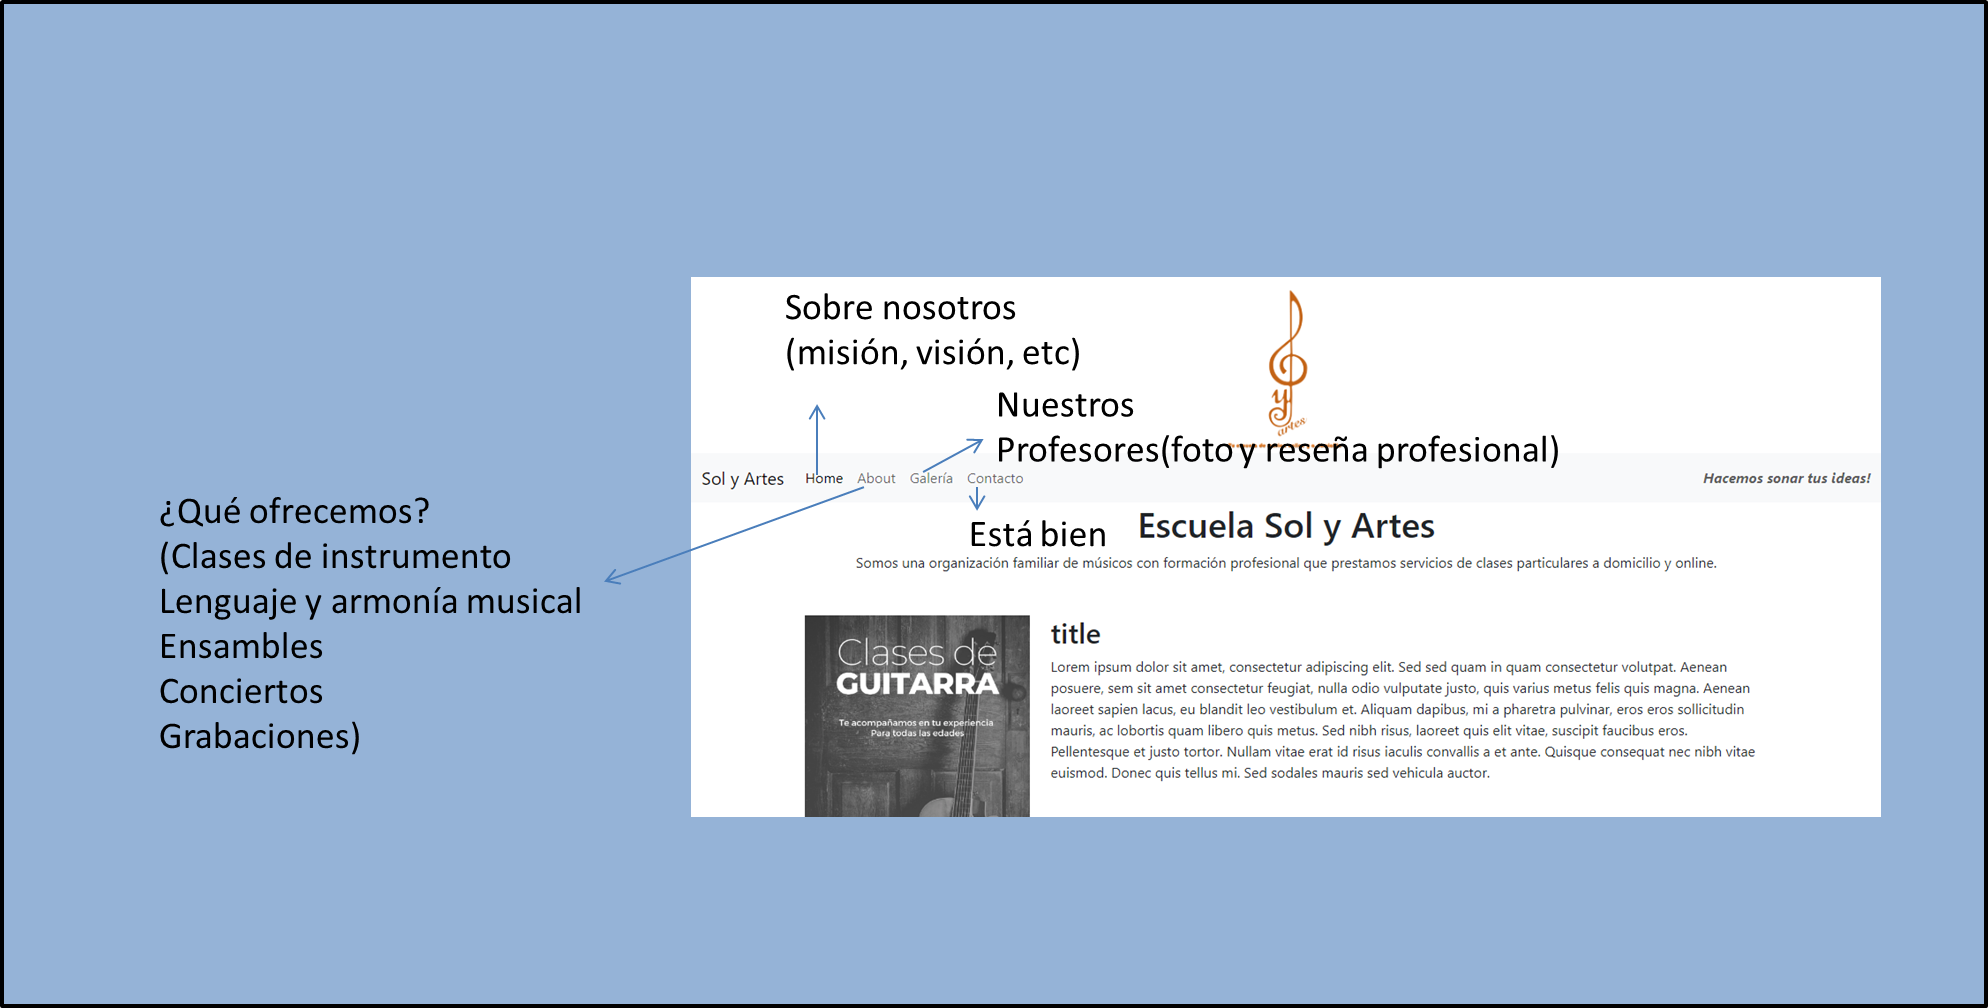 Sobre nosotros
(misión, visión, etc)
Nuestros
Profesores(foto y reseña profesional)
y
artes
Sol y Artes
Home
About
Galería
Contacto
Hacemos sonar tus ideas!
¿Qué ofrecemos?
(Clases de instrumento
Lenguaje y armonía musical
Ensambles
Conciertos
Grabaciones)
Está bien
Escuela Sol y Artes
Somos una organización familiar de músicos con formación profesional que prestamos servicios de clases particulares a domicilio y online.
Clases de
GUITARRA
Te acompañamos en tu experiencia
Para todas las edades
title
Lorem ipsum dolor sit amet, consectetur adipiscing elit. Sed sed quam in quam consectetur volutpat. Aenean
posuere, sem sit amet consectetur feugiat, nulla odio vulputate justo, quis varius metus felis quis magna. Aenean
laoreet sapien lacus, eu blandit leo vestibulum et. Aliquam dapibus, mi a pharetra pulvinar, eros eros sollicitudin
mauris, ac lobortis quam libero quis metus. Sed nibh risus, laoreet quis elit vitae, suscipit faucibus eros.
Pellentesque et justo tortor. Nullam vitae erat id risus iaculis convallis a et ante. Quisque consequat nec nibh vitae
euismod. Donec quis tellus mi. Sed sodales mauris sed vehicula auctor.